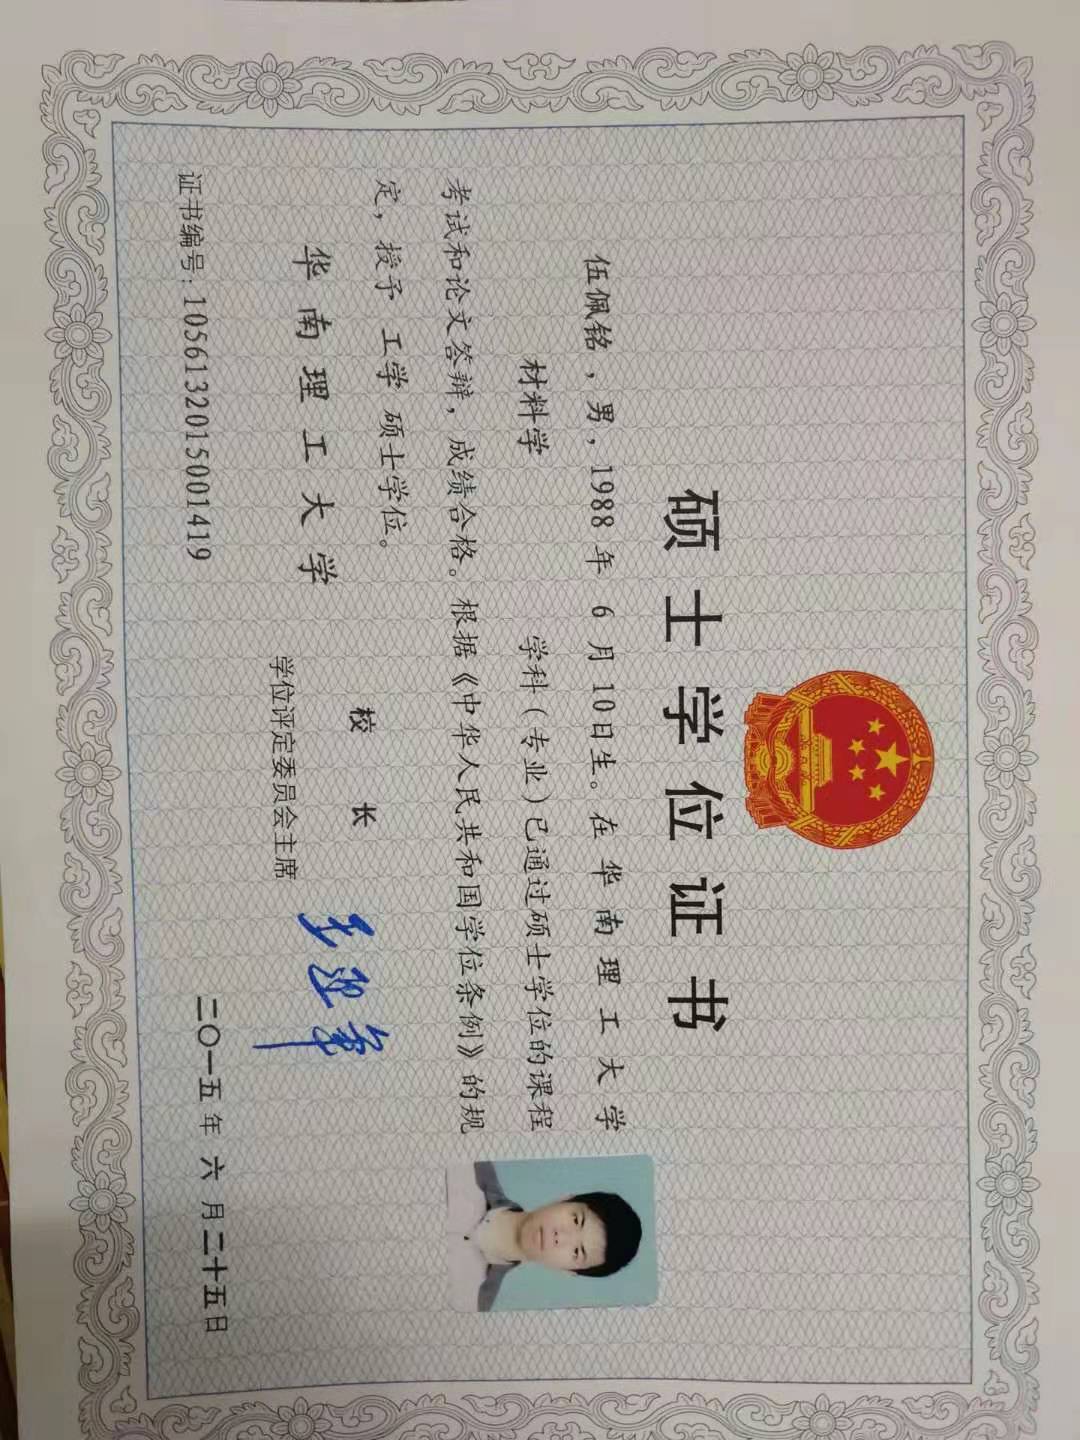 硕士学位证书
伍佩铭，男，1988年 6月10日生。在 华南理工大学
材料学 学科（专业）已通过硕士学位的课程
考试和论文答辩，成绩合格。根据《中华人民共和国学位条例》的规
定，授予 工学 硕士学位。
华南理工大学 校长
学位评定委员会主席
证书编号：1056132015001419 二〇一五年 六 月二十五日